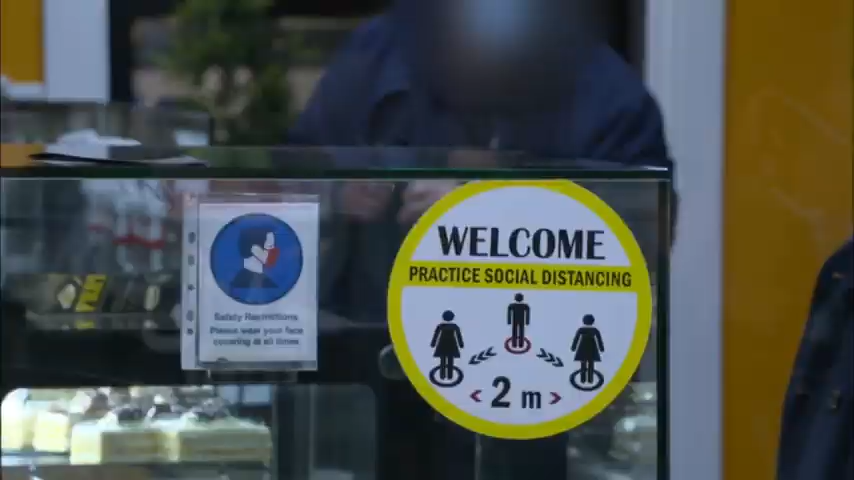 WELCOME
PRACTICE SOCIAL DISTANCING
< 2 m >
Safety Restrictions
Please wear your face
covering at all times